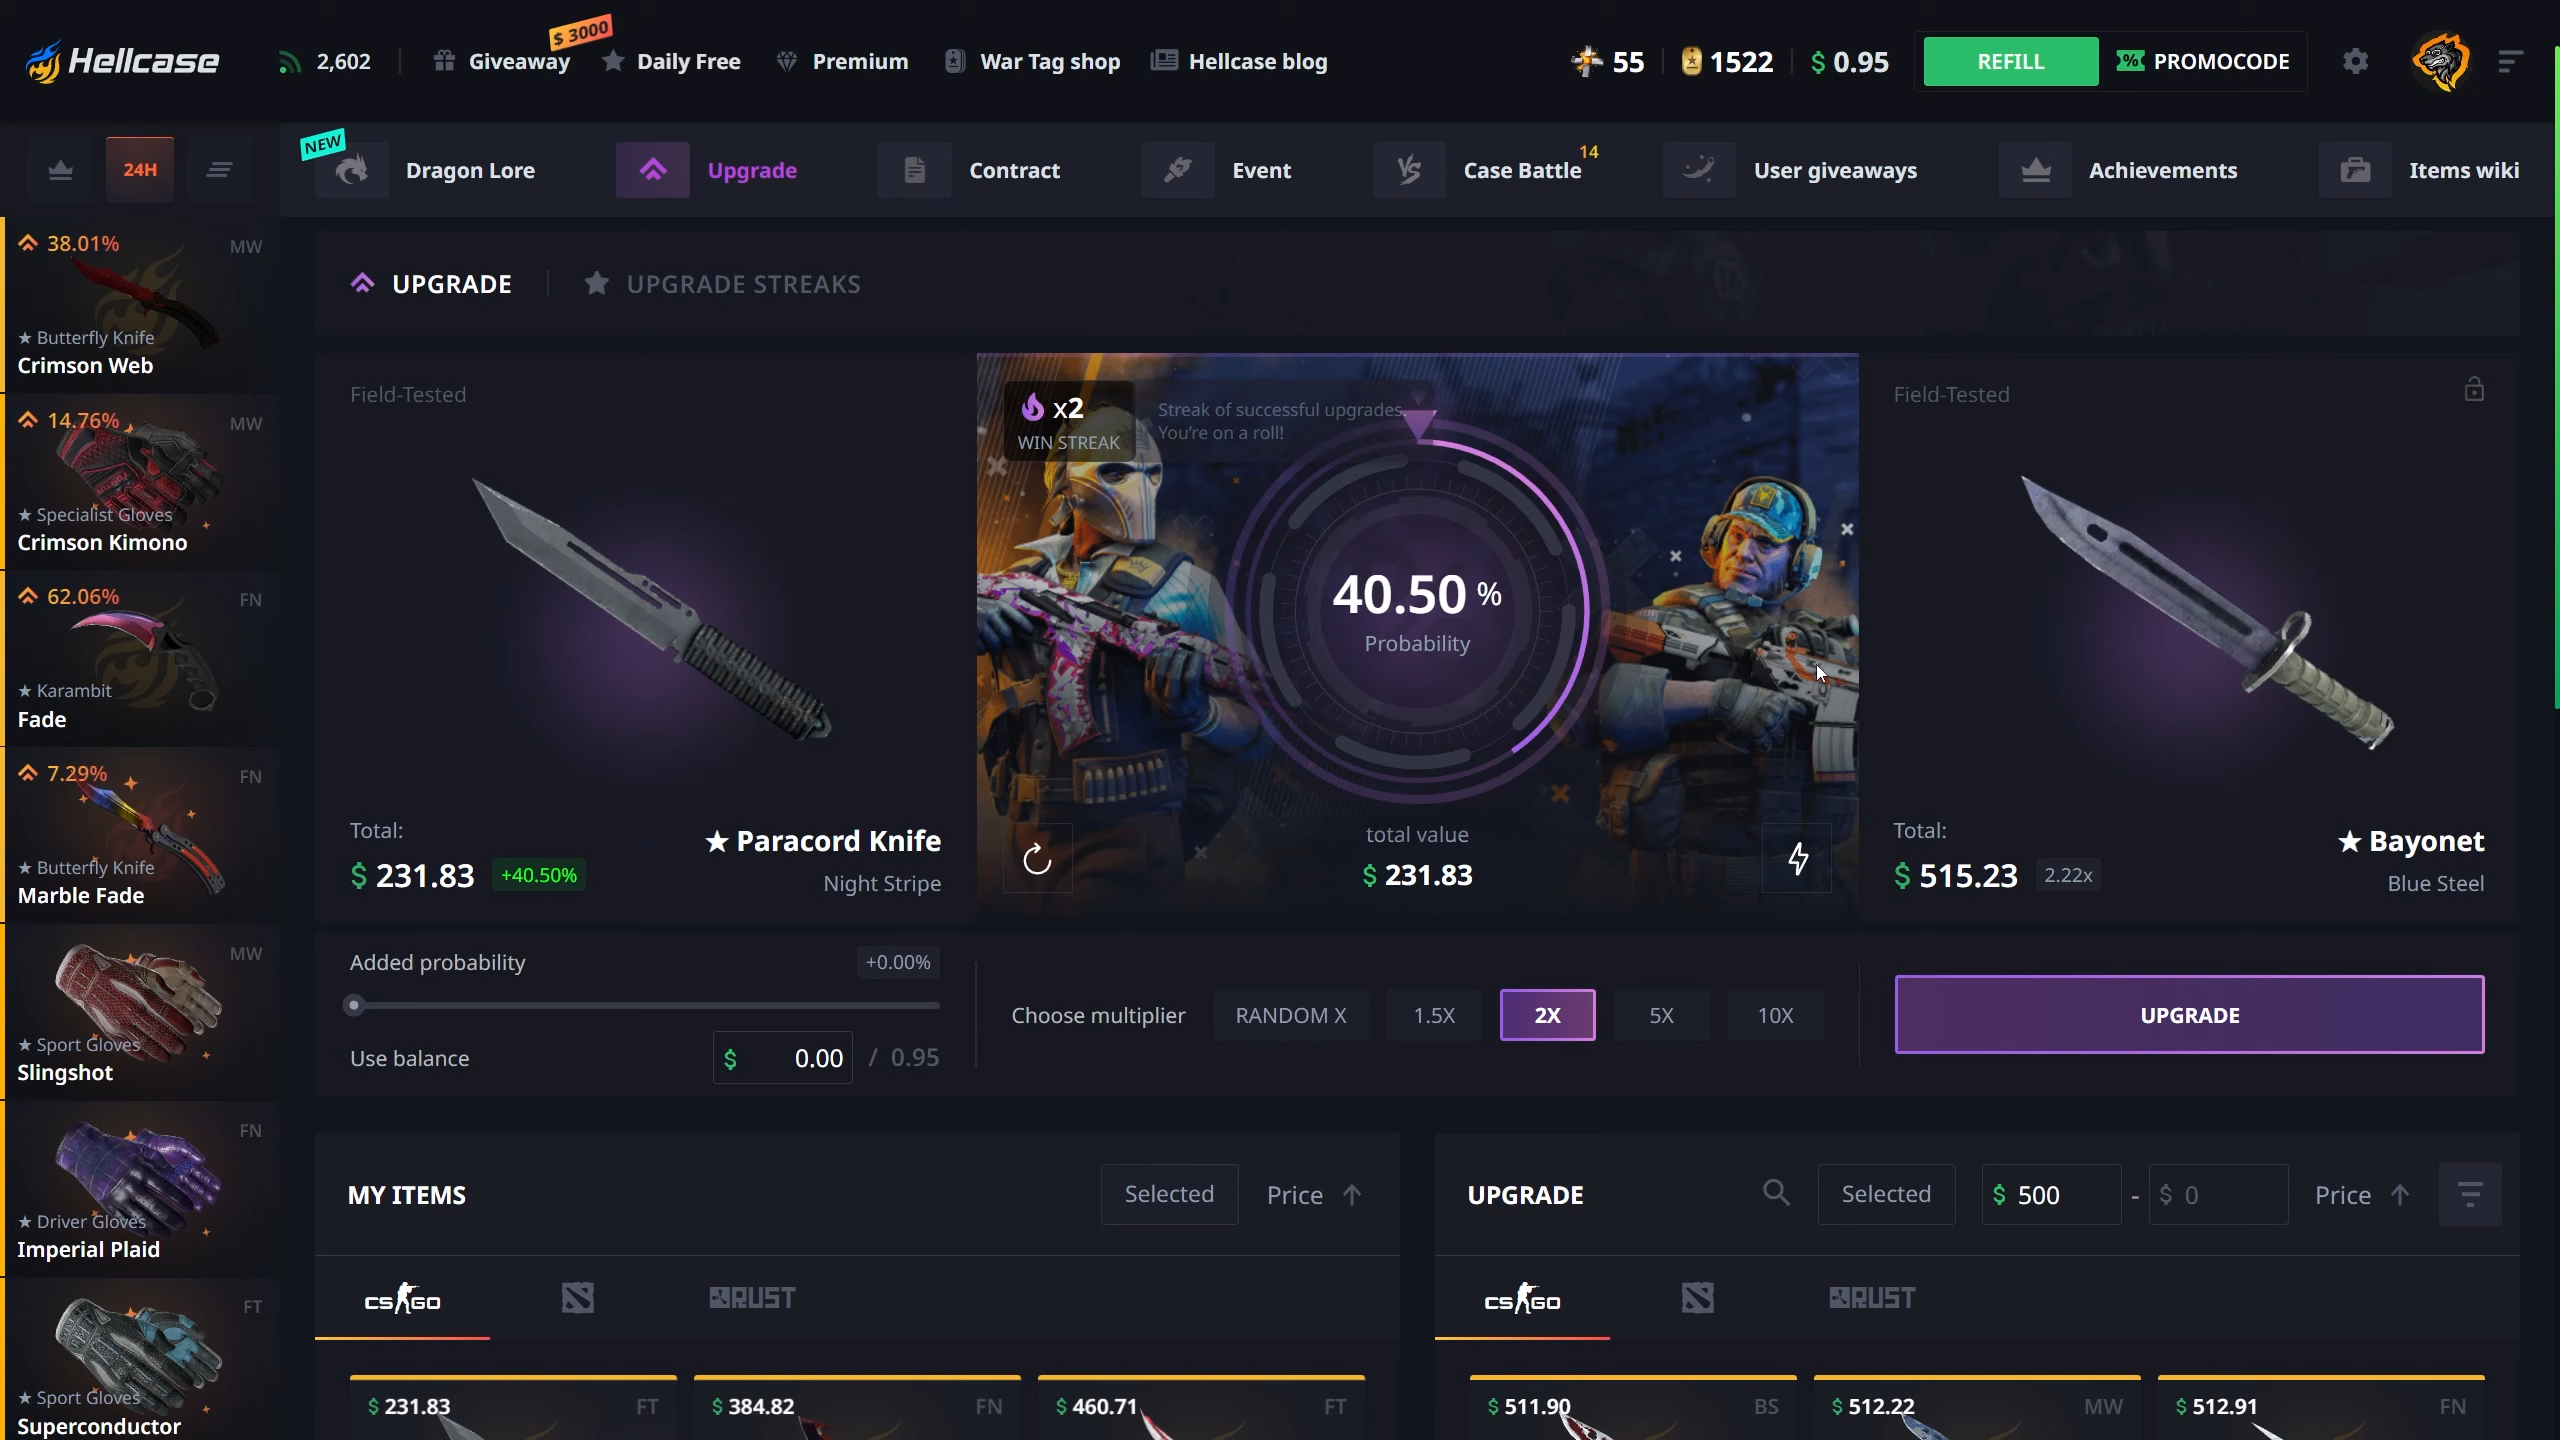 Hellcase
2,602
Giveaway
$ 3000
Daily Free
Premium
War Tag shop
Hellcase blog
55
1522
$ 0.95
REFILL
% PROMOCODE
24H
NEW
Dragon Lore
Upgrade
Contract
Event
VS
Case Battle
14
User giveaways
Achievements
Items wiki
38.01%
MW
★ Butterfly Knife
Crimson Web
14.76%
MW
★ Specialist Gloves
Crimson Kimono
62.06%
FN
★ Karambit
Fade
7.29%
FN
★ Butterfly Knife
Marble Fade
MW
★ Sport Gloves
Slingshot
FN
★ Driver Gloves
Imperial Plaid
FT
★ Sport Gloves
Superconductor
UPGRADE
UPGRADE STREAKS
Field-Tested
Total:
$ 231.83
+40.50%
★ Paracord Knife
Night Stripe
x2
WIN STREAK
Streak of successful upgrades.
You're on a roll!
40.50 %
Probability
total value
$ 231.83
Field-Tested
Total:
$ 515.23
2.22x
★ Bayonet
Blue Steel
Added probability
+0.00%
Use balance
$ 0.00 / 0.95
Choose multiplier
RANDOM X
1.5X
2X
5X
10X
UPGRADE
MY ITEMS
Selected
Price
CS GO
RUST
$ 231.83
FT
$ 384.82
FN
$ 460.71
FT
UPGRADE
Selected
$ 500 - $ 0
Price
CS GO
RUST
$ 511.90
BS
$ 512.22
MW
$ 512.91
FN